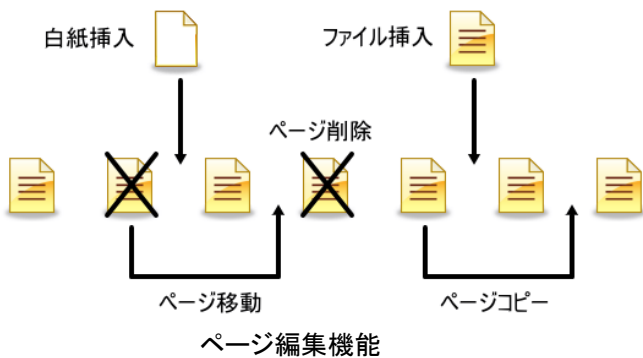 白紙挿入
ファイル挿入
ページ削除
ページ移動
ページコピー
ページ編集機能